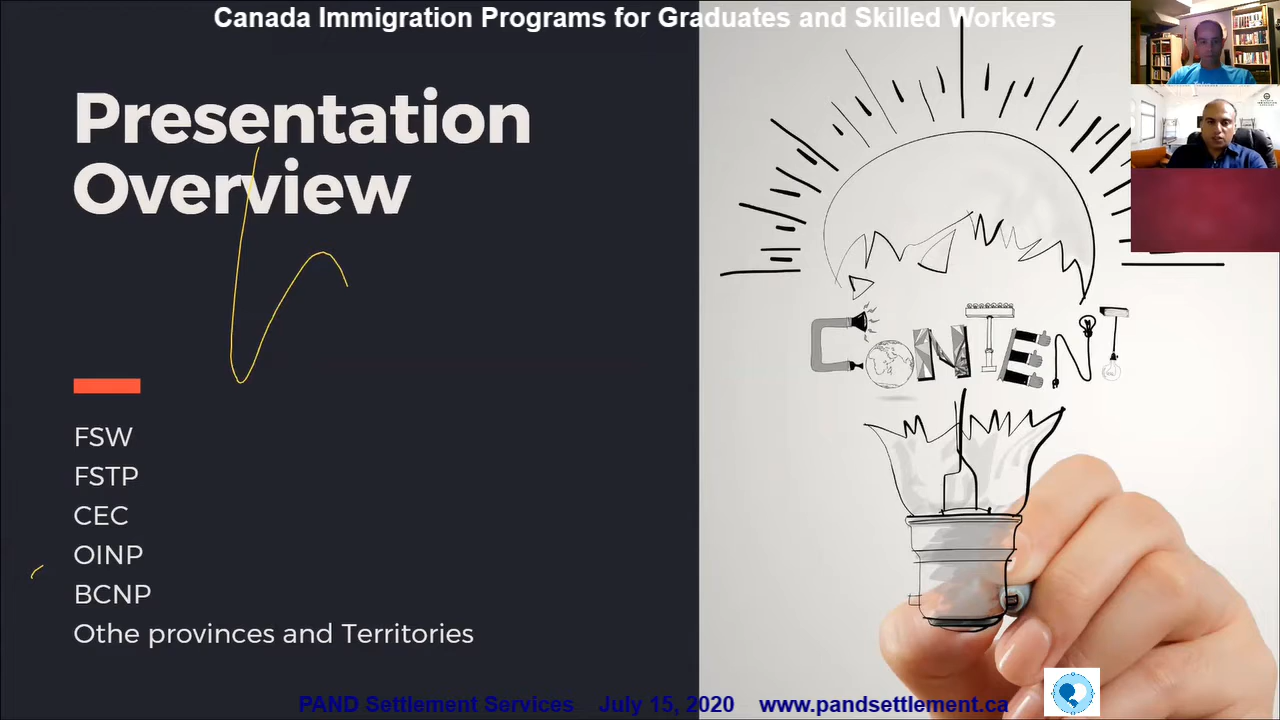 Canada Immigration Programs for Graduates and Skilled Workers
Presentation
Overview
CONTENT
FSW
FSTP
CEC
OINP
BCNP
Othe provinces and Territories
PAND Settlement Services July 15, 2020 www.pandsettlement.ca